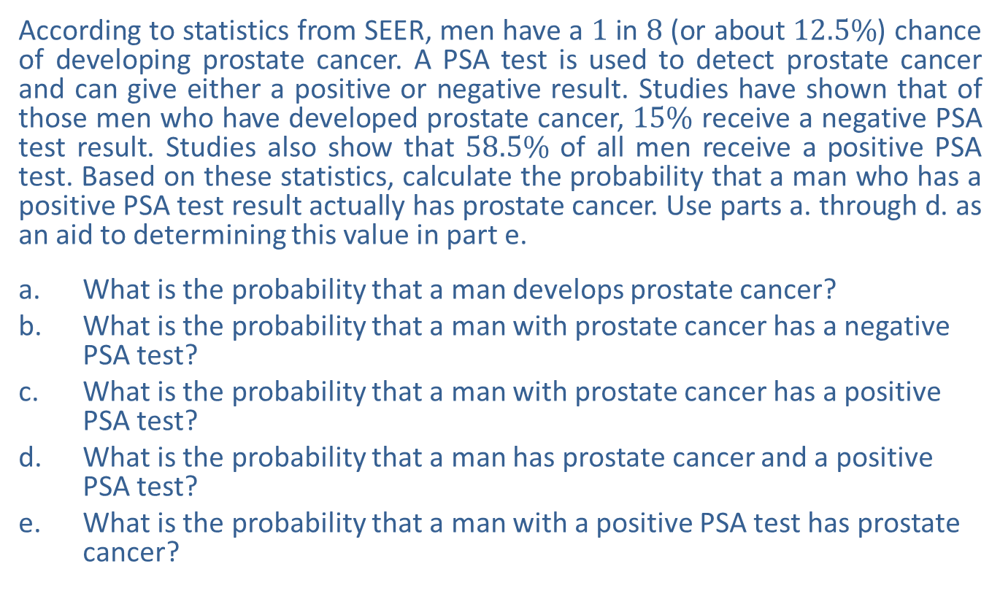 According to statistics from SEER, men have a 1 in 8 (or about 12.5%) chance
of developing prostate cancer. A PSA test is used to detect prostate cancer
and can give either a positive or negative result. Studies have shown that of
those men who have developed prostate cancer, 15% receive a negative PSA
test result. Studies also show that 58.5% of all men receive a positive PSA
test. Based on these statistics, calculate the probability that a man who has a
positive PSA test result actually has prostate cancer. Use parts a. through d. as
an aid to determining this value in part e.
a. What is the probability that a man develops prostate cancer?
b. What is the probability that a man with prostate cancer has a negative
PSA test?
c. What is the probability that a man with prostate cancer has a positive
PSA test?
d. What is the probability that a man has prostate cancer and a positive
PSA test?
e. What is the probability that a man with a positive PSA test has prostate
cancer?